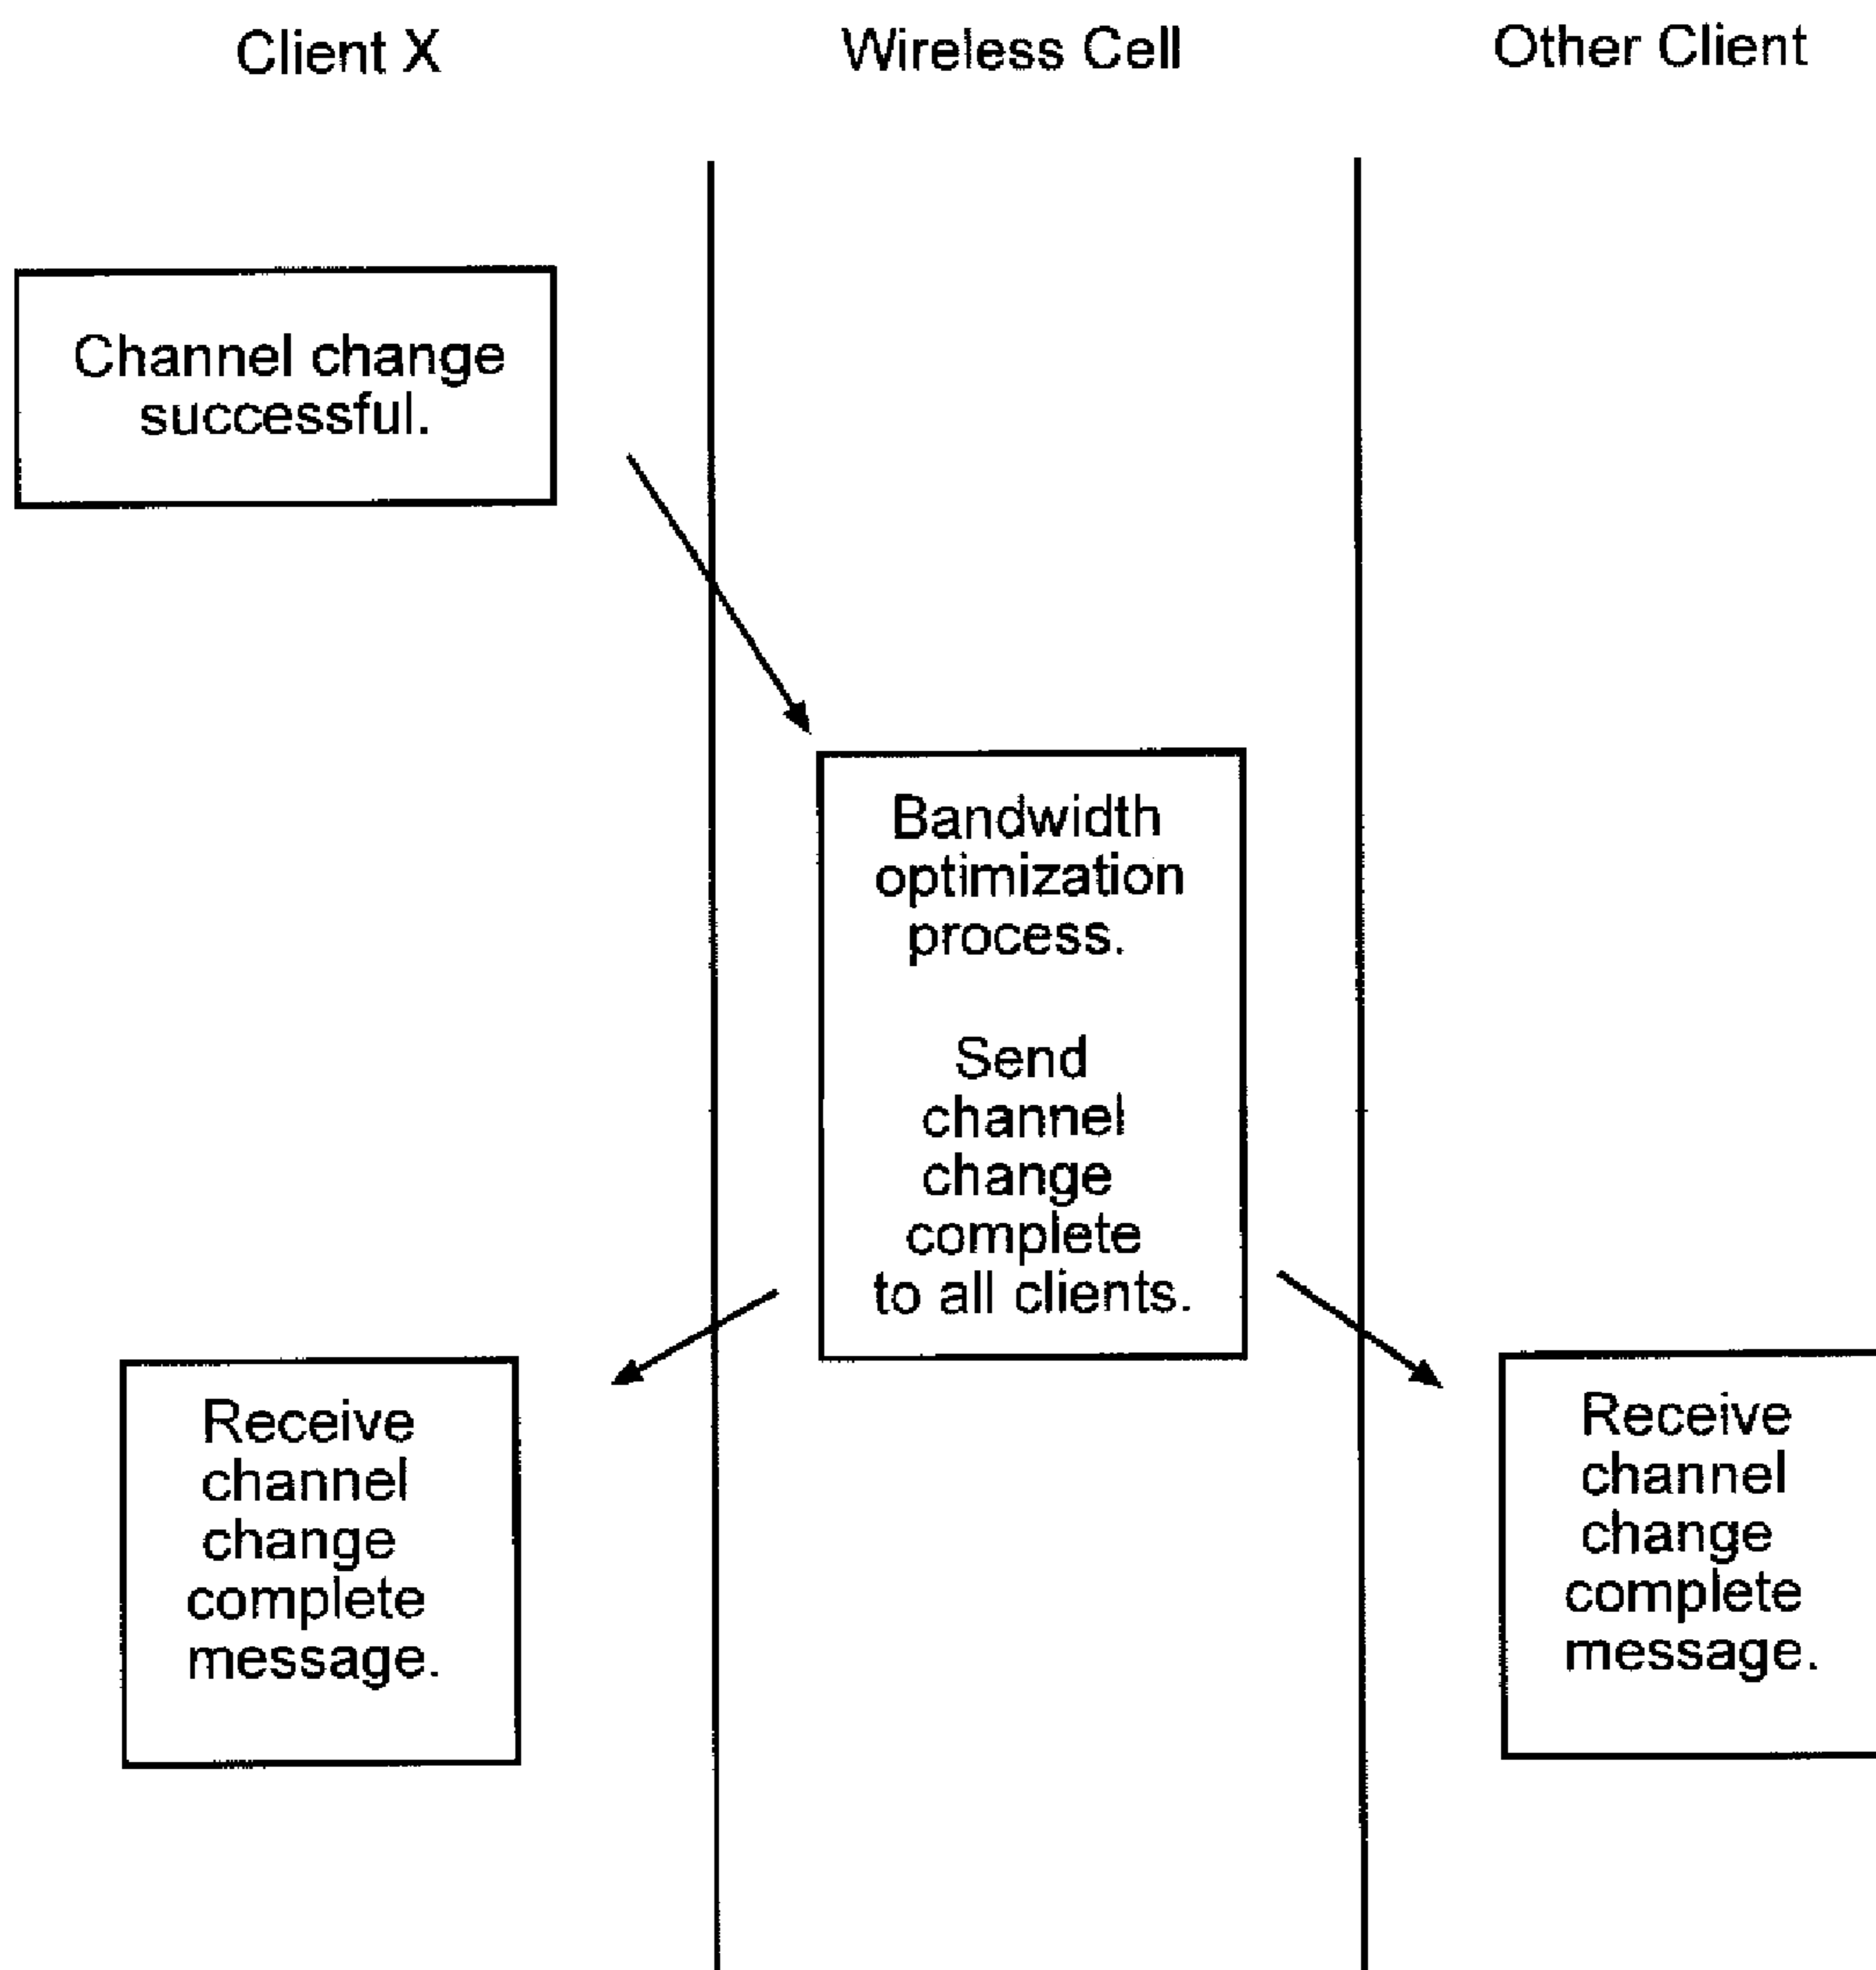 Client X
Wireless Cell
Other Client
Channel change
successful.
Bandwidth
optimization
process.
Send
channel
change
complete
to all clients.
Receive
channel
change
complete
message.
Receive
channel
change
complete
message.